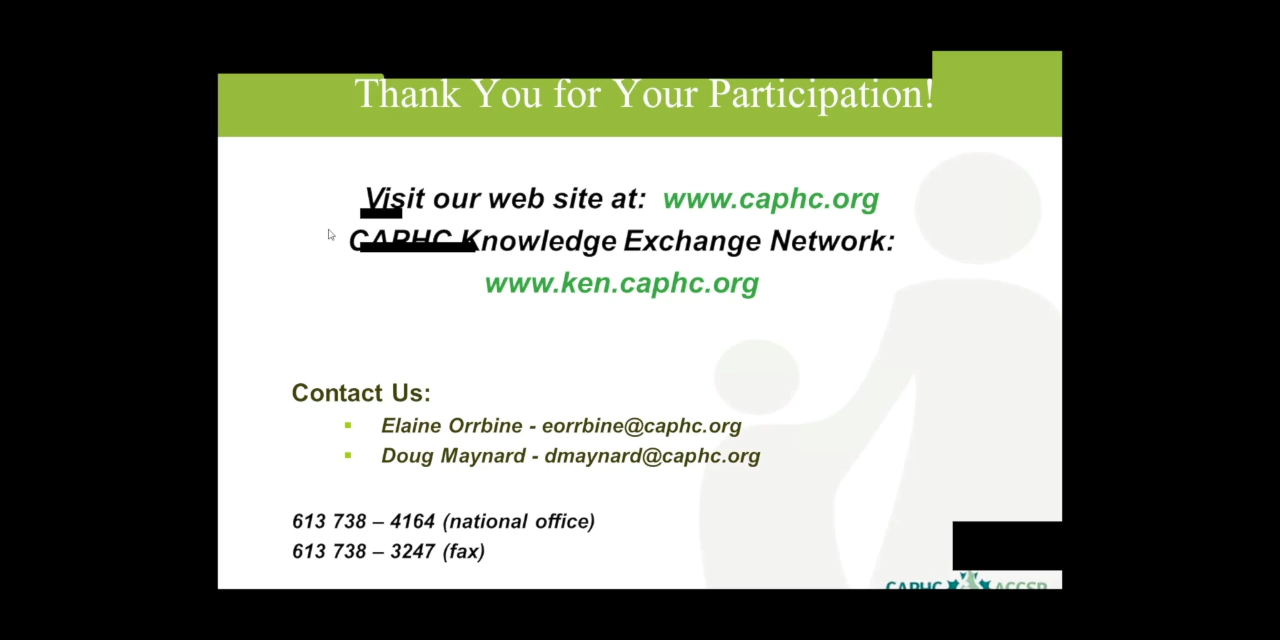 Thank You for Your Participation!
Visit our web site at: www.caphc.org
CAPHC Knowledge Exchange Network:
www.ken.caphc.org
Contact Us:
Elaine Orrbine - eorrbine@caphc.org
Doug Maynard - dmaynard@caphc.org
613 738 – 4164 (national office)
613 738 – 3247 (fax)
CAPHC ACCSP